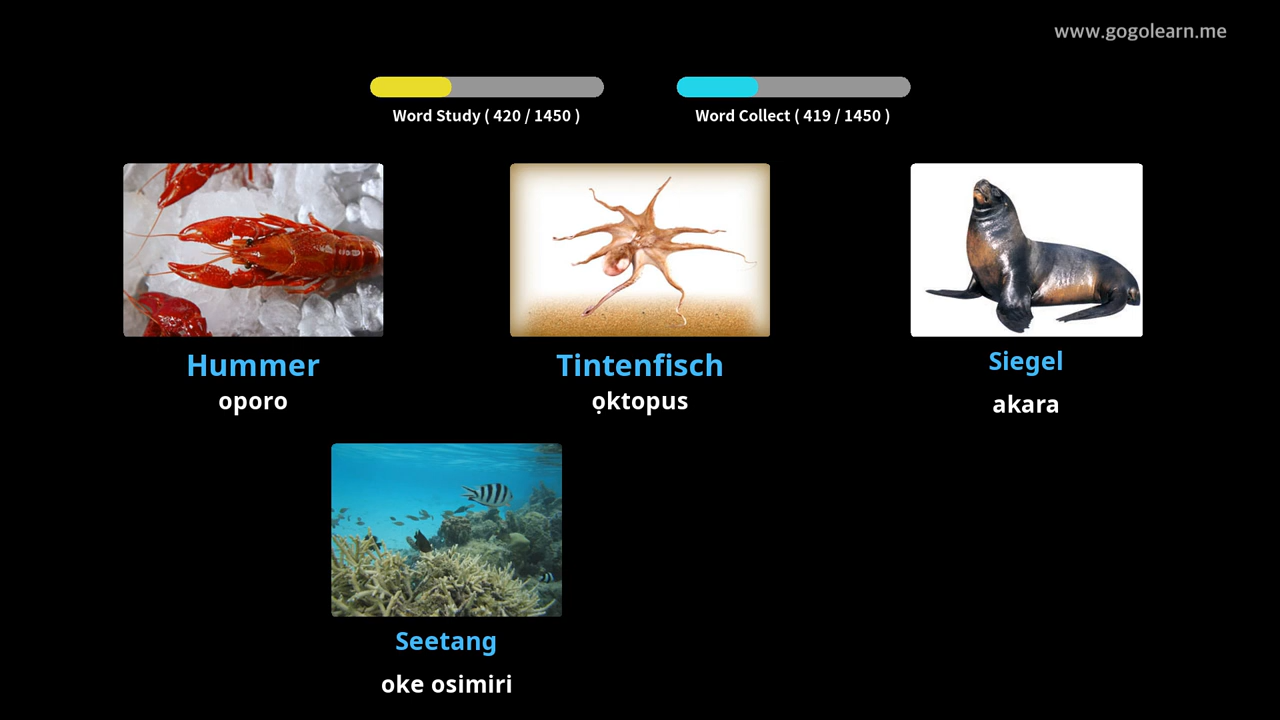 www.gogolearn.me
Word Study ( 420 / 1450 )
Word Collect ( 419 / 1450 )
Hummer
oporo
Tintenfisch
ọktopus
Siegel
akara
Seetang
oke osimiri